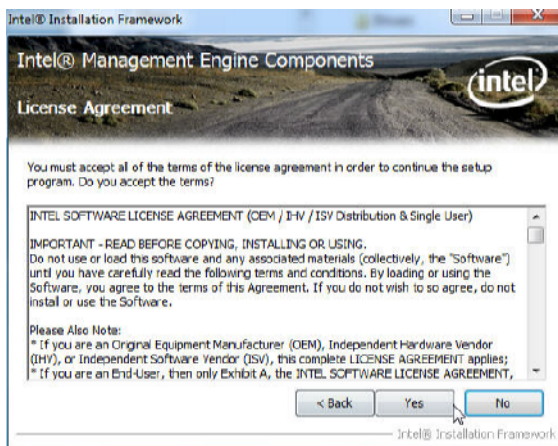 Intel® Installation Framework
Intel® Management Engine Components
intel
License Agreement
You must accept all of the terms of the license agreement in order to continue the setup
program. Do you accept the terms?
INTEL SOFTWARE LICENSE AGREEMENT (OEM / IHV / ISV Distribution & Single User)
IMPORTANT - READ BEFORE COPYING, INSTALLING OR USING.
Do not use or load this software and any associated materials (collectively, the "Software")
until you have carefully read the following terms and conditions. By loading or using the
Software, you agree to the terms of this Agreement. If you do not wish to so agree, do not
install or use the Software.
Please Also Note:
* If you are an Original Equipment Manufacturer (OEM), Independent Hardware Vendor
(IHV), or Independent Software Vendor (ISV), this complete LICENSE AGREEMENT applies;
* If you are an End-User, then only Exhibit A, the INTEL SOFTWARE LICENSE AGREEMENT,
< Back
Yes
No
Intel® Installation Framework